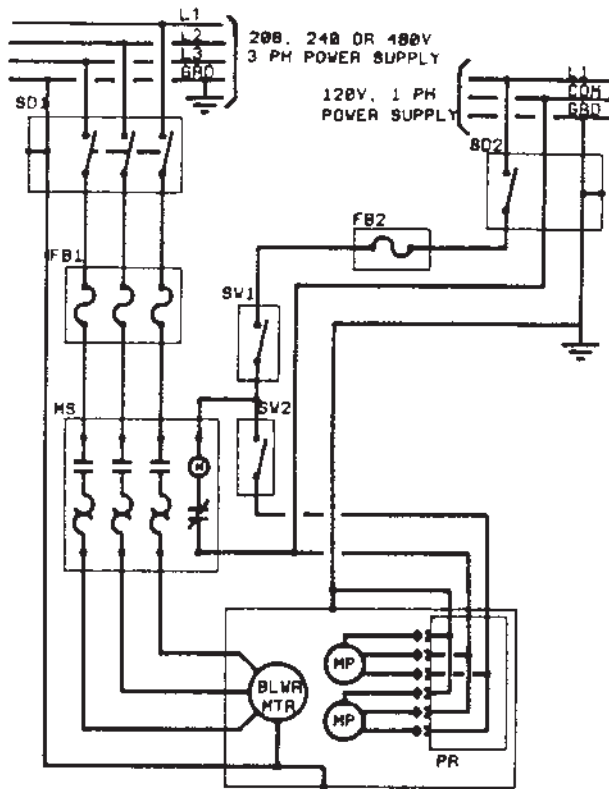 L1
L2
L3
GRD
208, 240 OR 480V
3 PH POWER SUPPLY
L1
COM
GRD
120V, 1 PH
POWER SUPPLY
SD1
SD2
FB2
FB1
SW1
MS
SW2
M
MP
BLWR
MTR
MP
PR